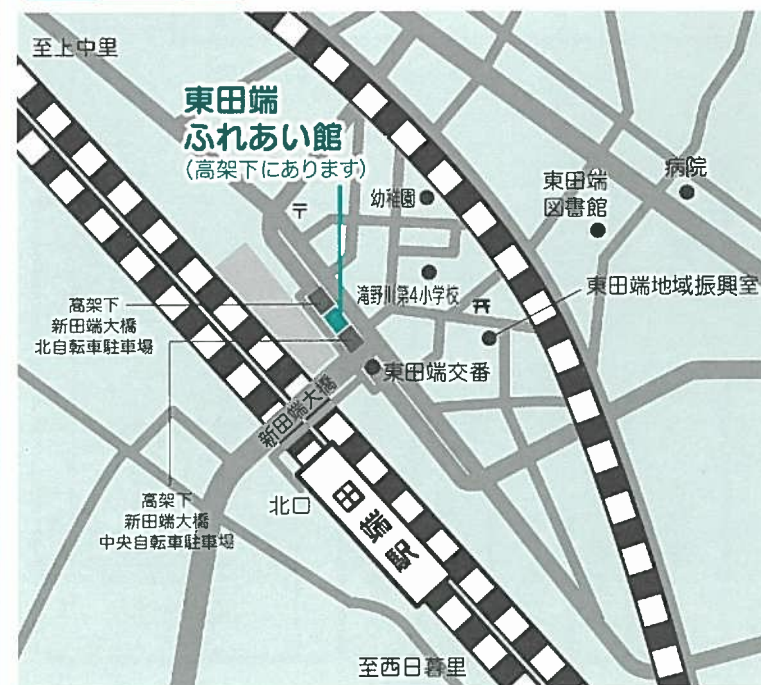 至上中里
東田端
ふれあい館
(高架下にあります)
〒
幼稚園
東田端
図書館
病院
滝野川第4小学校
東田端地域振興室
高架下
新田端大橋
北自転車駐車場
東田端交番
新田端大橋
高架下
新田端大橋
中央自転車駐車場
北口
田端駅
至西日暮里